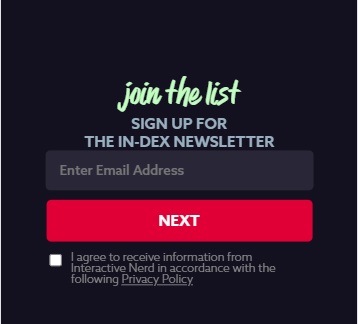 join the list
SIGN UP FOR
THE IN-DEX NEWSLETTER
Enter Email Address
NEXT
I agree to receive information from
Interactive Nerd in accordance with the
following Privacy Policy